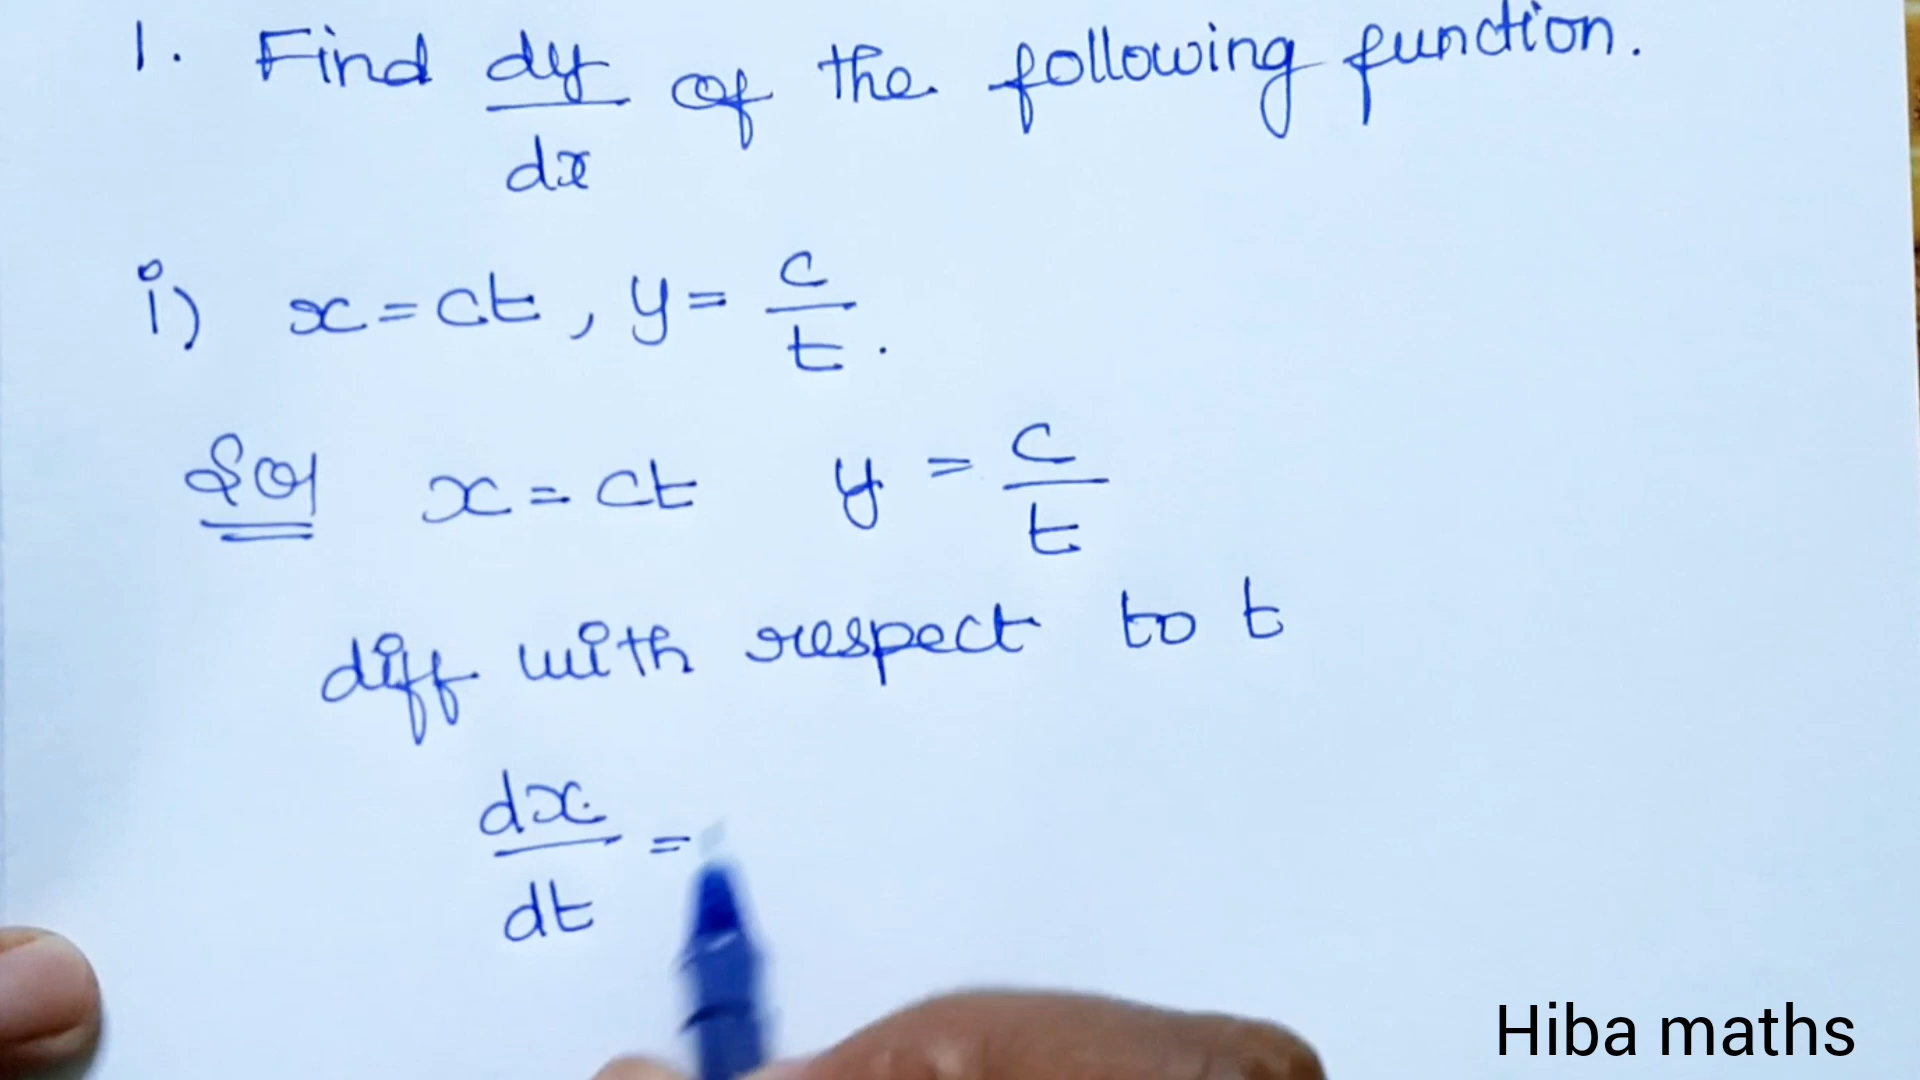 1. Find dy/dx of the following function.
i) x = ct, y = c/t.
Sol x = ct y = c/t
diff with respect to t
dx/dt =
Hiba maths